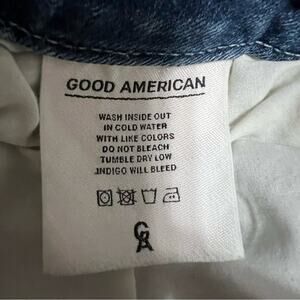 GOOD AMERICAN
WASH INSIDE OUT
IN COLD WATER
WITH LIKE COLORS
DO NOT BLEACH
TUMBLE DRY LOW
INDIGO WILL BLEED
GA